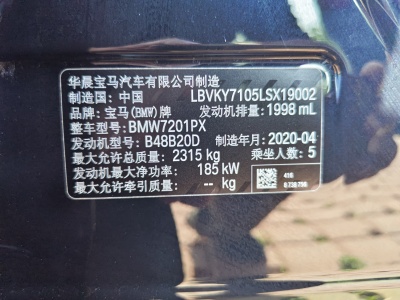 华晨宝马汽车有限公司制造
制造国: 中国 LBVKY7105LSX19002
品牌: 宝马(BMW)牌 发动机排量: 1998 mL
整车型号: BMW7201PX
发动机型号: B48B20D 制造年月: 2020-04
最大允许总质量: 2315 kg 乘坐人数: 5
发动机最大净功率: 185 kW
最大允许牵引质量: -- kg